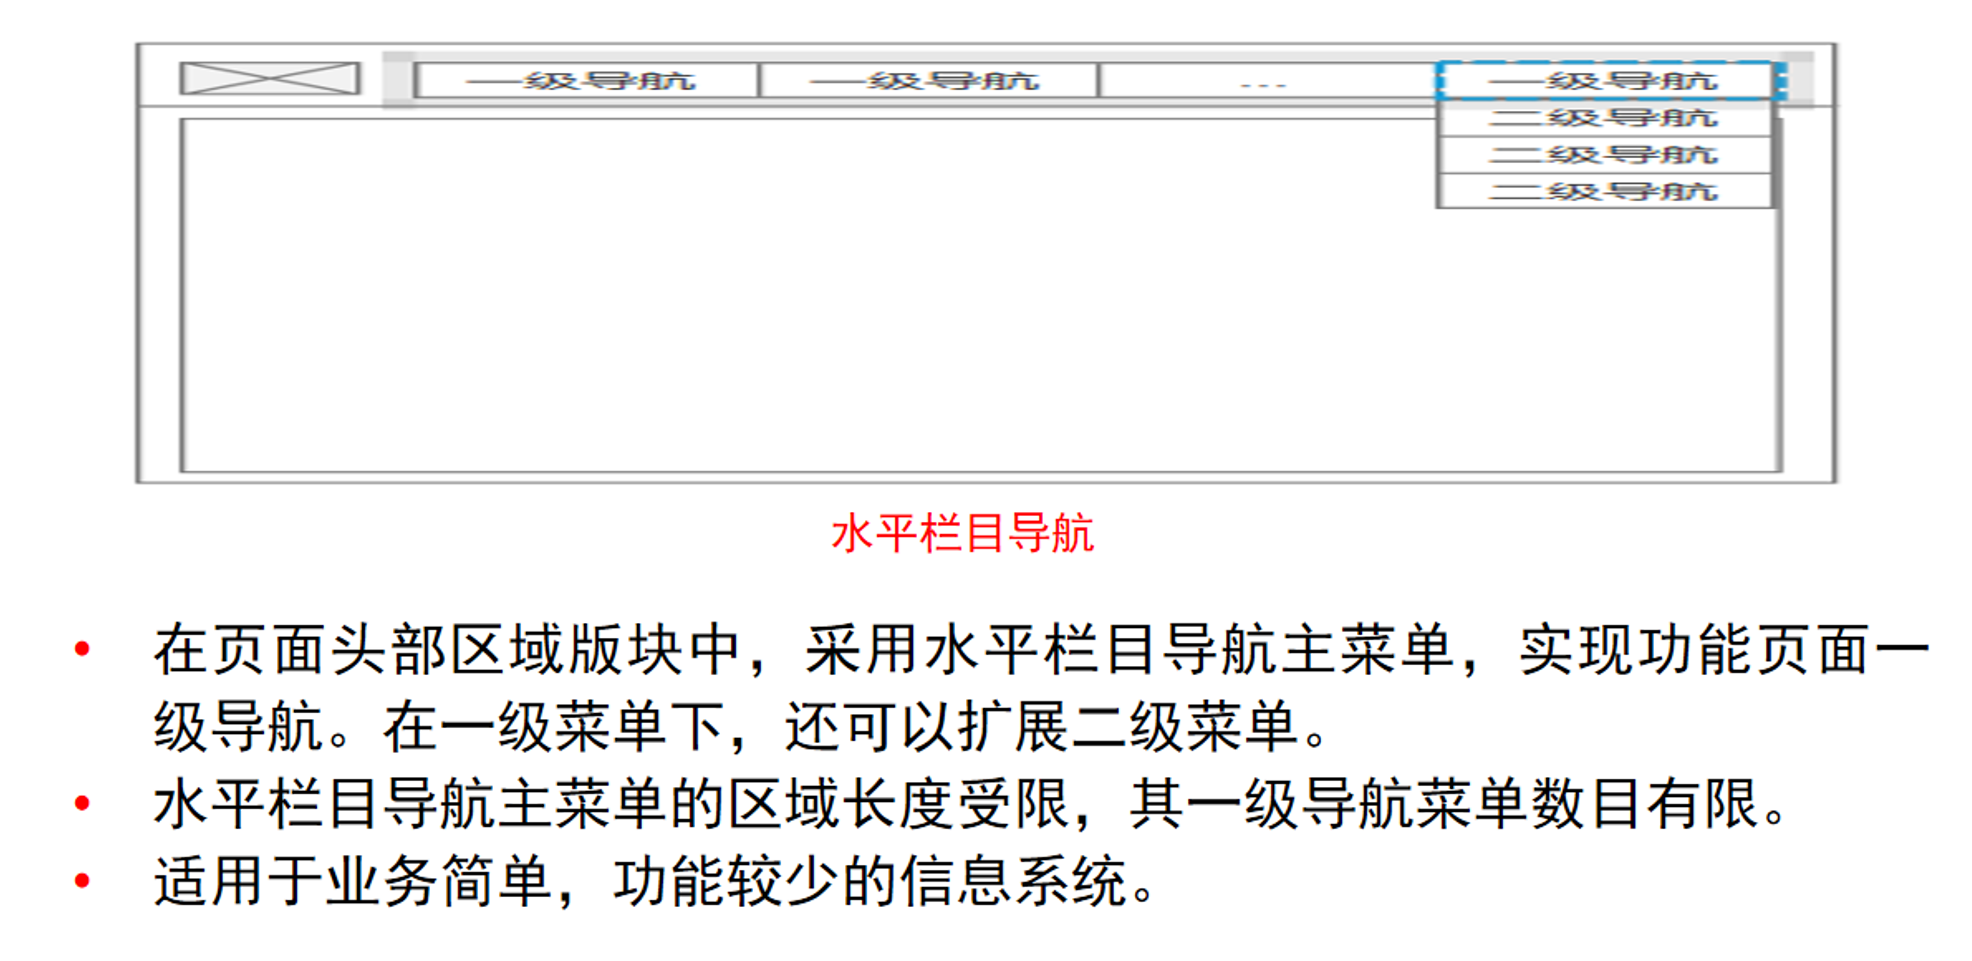 一级导航 一级导航 ... 一级导航
二级导航
二级导航
二级导航
水平栏目导航
• 在页面头部区域版块中，采用水平栏目导航主菜单，实现功能页面一
级导航。在一级菜单下，还可以扩展二级菜单。
• 水平栏目导航主菜单的区域长度受限，其一级导航菜单数目有限。
• 适用于业务简单，功能较少的信息系统。